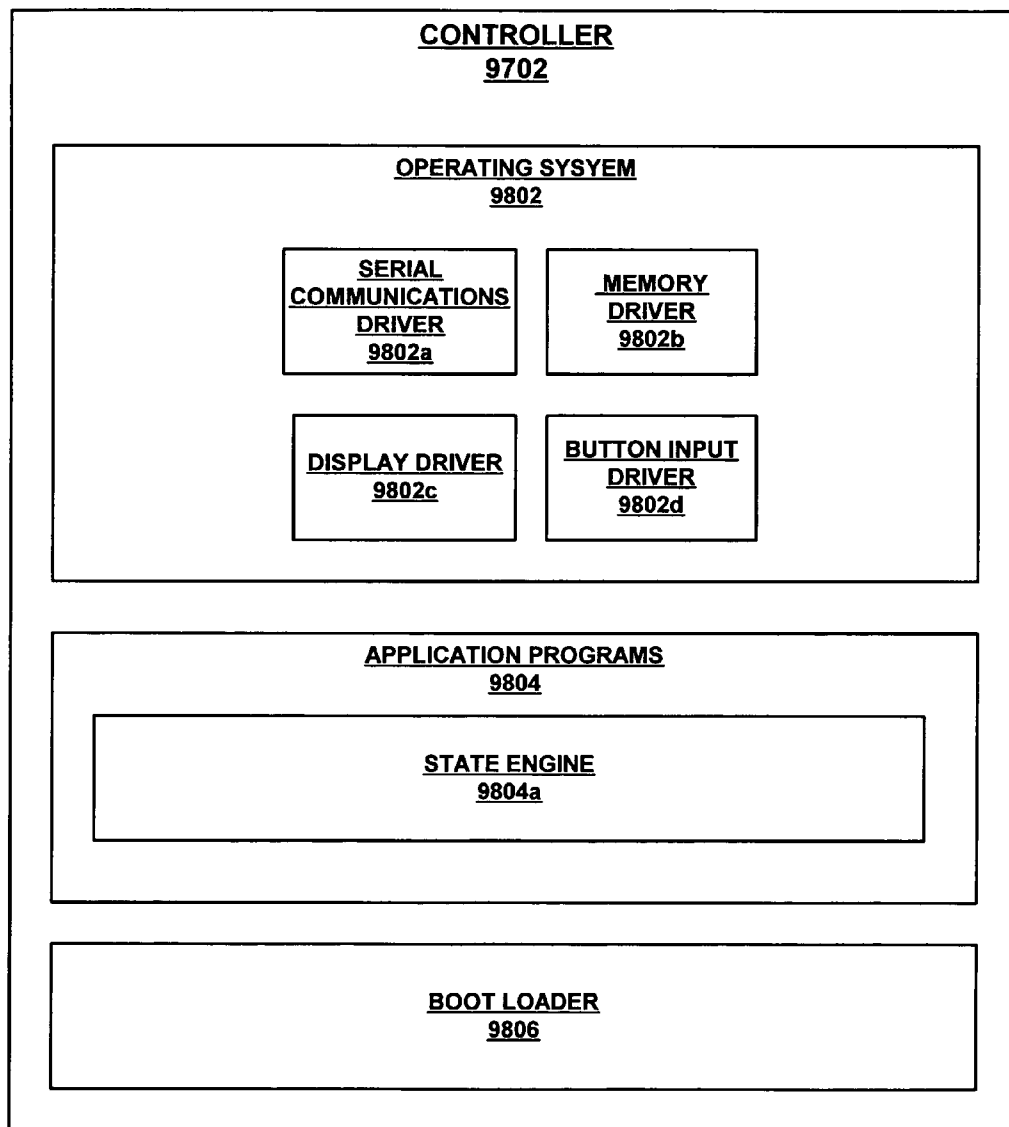 CONTROLLER
9702
OPERATING SYSYEM
9802
SERIAL
COMMUNICATIONS
DRIVER
9802a
MEMORY
DRIVER
9802b
DISPLAY DRIVER
9802c
BUTTON INPUT
DRIVER
9802d
APPLICATION PROGRAMS
9804
STATE ENGINE
9804a
BOOT LOADER
9806